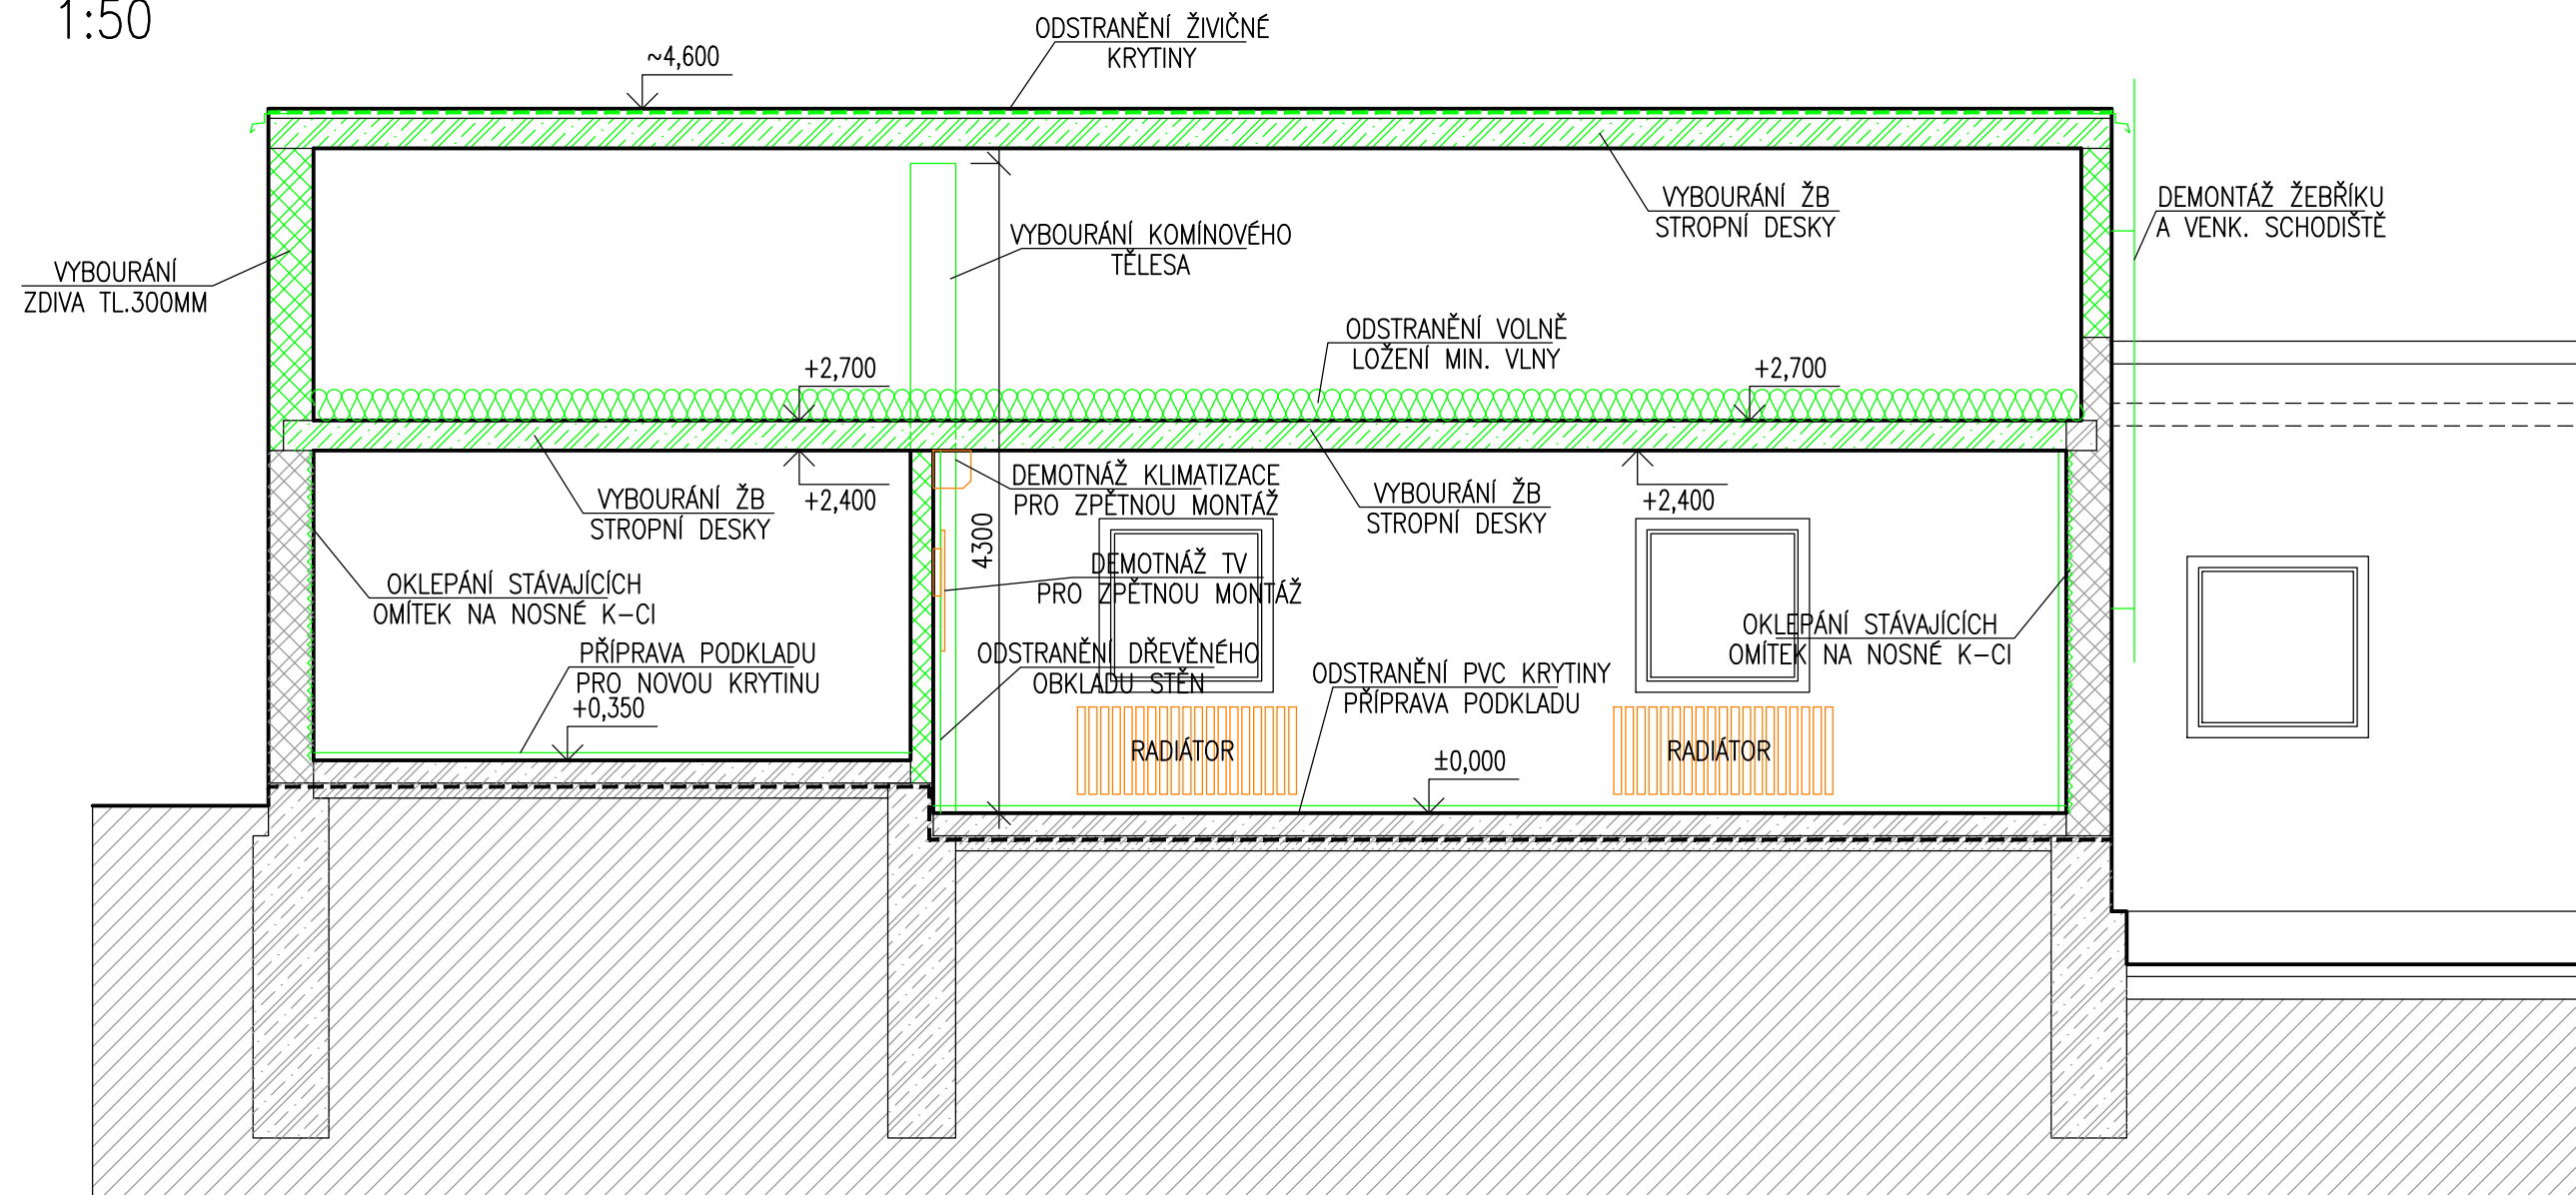 1:50
ODSTRANĚNÍ ŽIVIČNÉ
KRYTINY
~4,600
VYBOURÁNÍ ŽB
STROPNÍ DESKY
DEMONTÁŽ ŽEBŘÍKU
A VENK. SCHODIŠTĚ
VYBOURÁNÍ KOMÍNOVÉHO
TĚLESA
VYBOURÁNÍ
ZDIVA TL.300MM
ODSTRANĚNÍ VOLNĚ
LOŽENÍ MIN. VLNY
+2,700
+2,700
DEMOTNÁŽ KLIMATIZACE
PRO ZPĚTNOU MONTÁŽ
VYBOURÁNÍ ŽB
STROPNÍ DESKY
+2,400
VYBOURÁNÍ ŽB
STROPNÍ DESKY
+2,400
4300
DEMOTNÁŽ TV
PRO ZPĚTNOU MONTÁŽ
OKLEPÁNÍ STÁVAJÍCÍCH
OMÍTEK NA NOSNÉ K-CI
OKLEPÁNÍ STÁVAJÍCÍCH
OMÍTEK NA NOSNÉ K-CI
PŘÍPRAVA PODKLADU
PRO NOVOU KRYTINU
+0,350
ODSTRANĚNÍ DŘEVĚNÉHO
OBKLADU STĚN
ODSTRANĚNÍ PVC KRYTINY
PŘÍPRAVA PODKLADU
RADIÁTOR
±0,000
RADIÁTOR